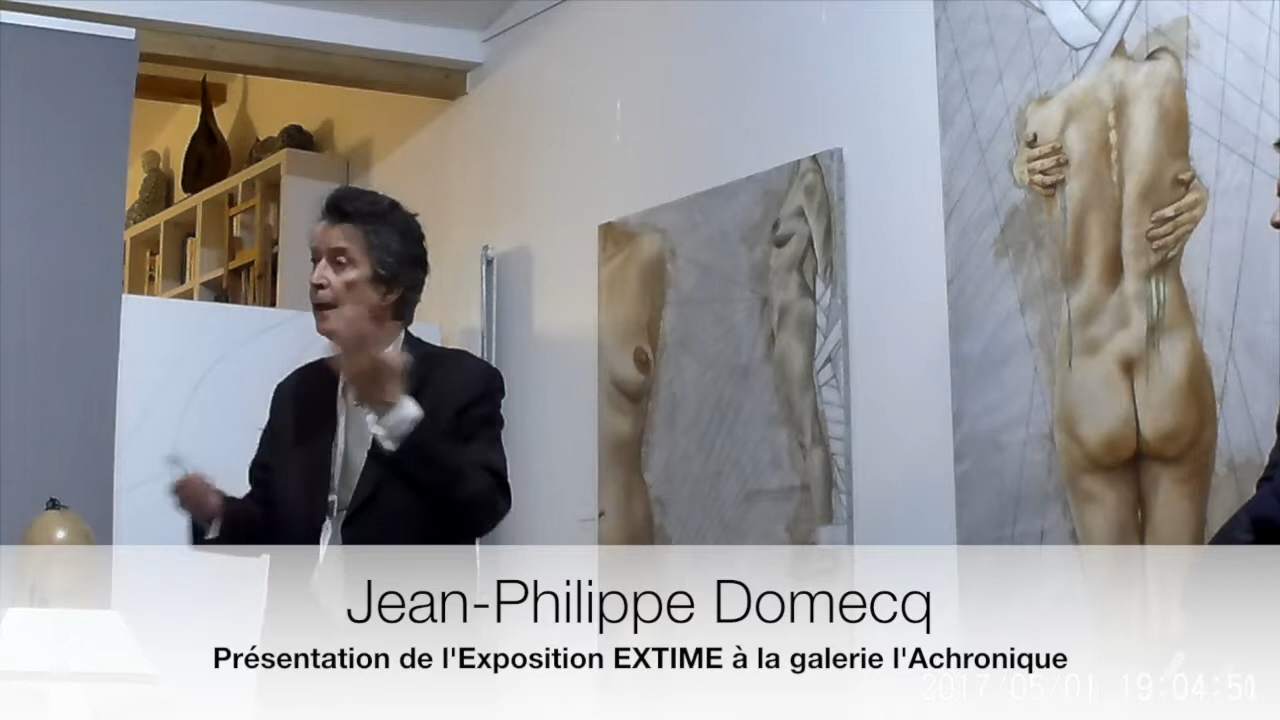 Jean-Philippe Domecq
Présentation de l'Exposition EXTIME à la galerie l'Achronique
2017/05/01 19:04:50